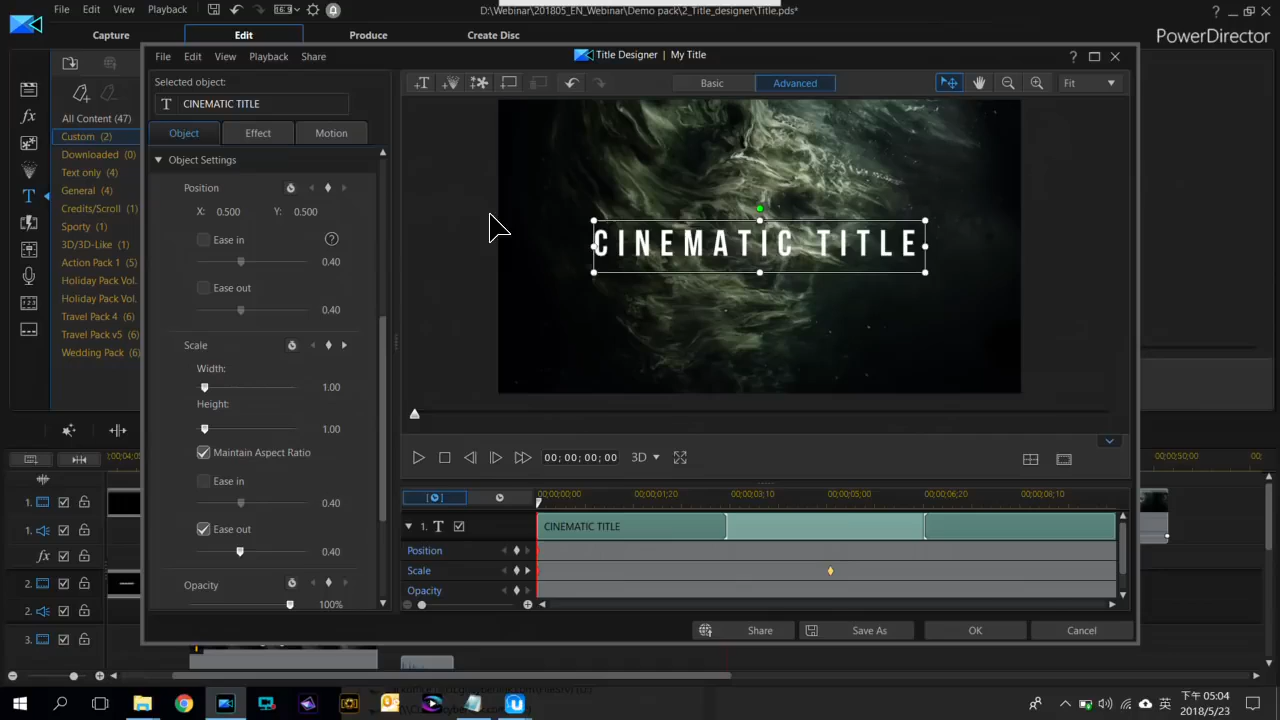 File Edit View Playback
D:\Webinar\201805_EN_Webinar\Demo pack\2_Title_designer\Title.pds*
Capture Edit Produce Create Disc
PowerDirector
File Edit View Playback Share
Title Designer | My Title
Selected object:
T CINEMATIC TITLE
Basic Advanced
Fit
Object Effect Motion
All Content (47)
Custom (2)
Downloaded (0)
Text only (4)
General (4)
Credits/Scroll (1)
Sporty (1)
3D/3D-Like (1)
Action Pack 1 (5)
Holiday Pack Vol.
Holiday Pack Vol.
Travel Pack 4 (6)
Travel Pack v5 (6)
Wedding Pack (6)
Object Settings
Position
X: 0.500 Y: 0.500
Ease in
0.40
Ease out
0.40
Scale
Width:
1.00
Height:
1.00
Maintain Aspect Ratio
Ease in
0.40
Ease out
0.40
Opacity
100%
CINEMATIC TITLE
00; 00; 00; 00
3D
00;00;00;00 00;00;01;20 00;00;03;10 00;00;05;00 00;00;06;20 00;00;08;10
1. T CINEMATIC TITLE
Position
Scale
Opacity
Share Save As OK Cancel
00;00;50;00
1.
1.
fx
2.
2.
3.
英
下午 05:04
2018/5/23